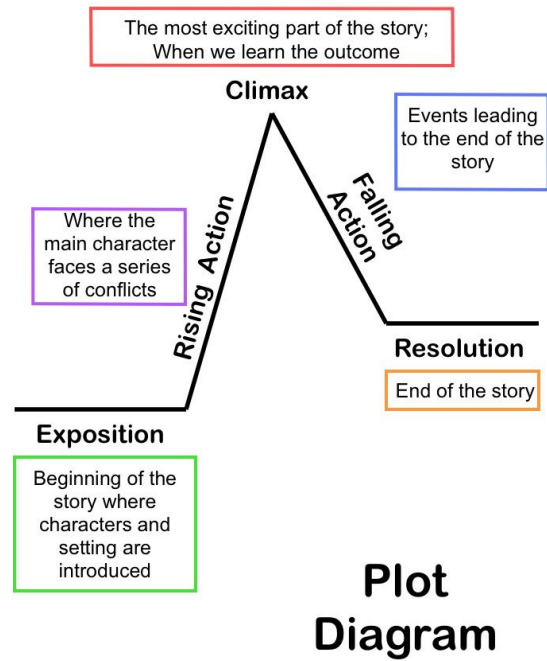 The most exciting part of the story;
When we learn the outcome
Climax
Events leading
to the end of the
story
Falling
Action
Where the
main character
faces a series
of conflicts
Rising Action
Resolution
End of the story
Exposition
Beginning of the
story where
characters and
setting are
introduced
Plot
Diagram